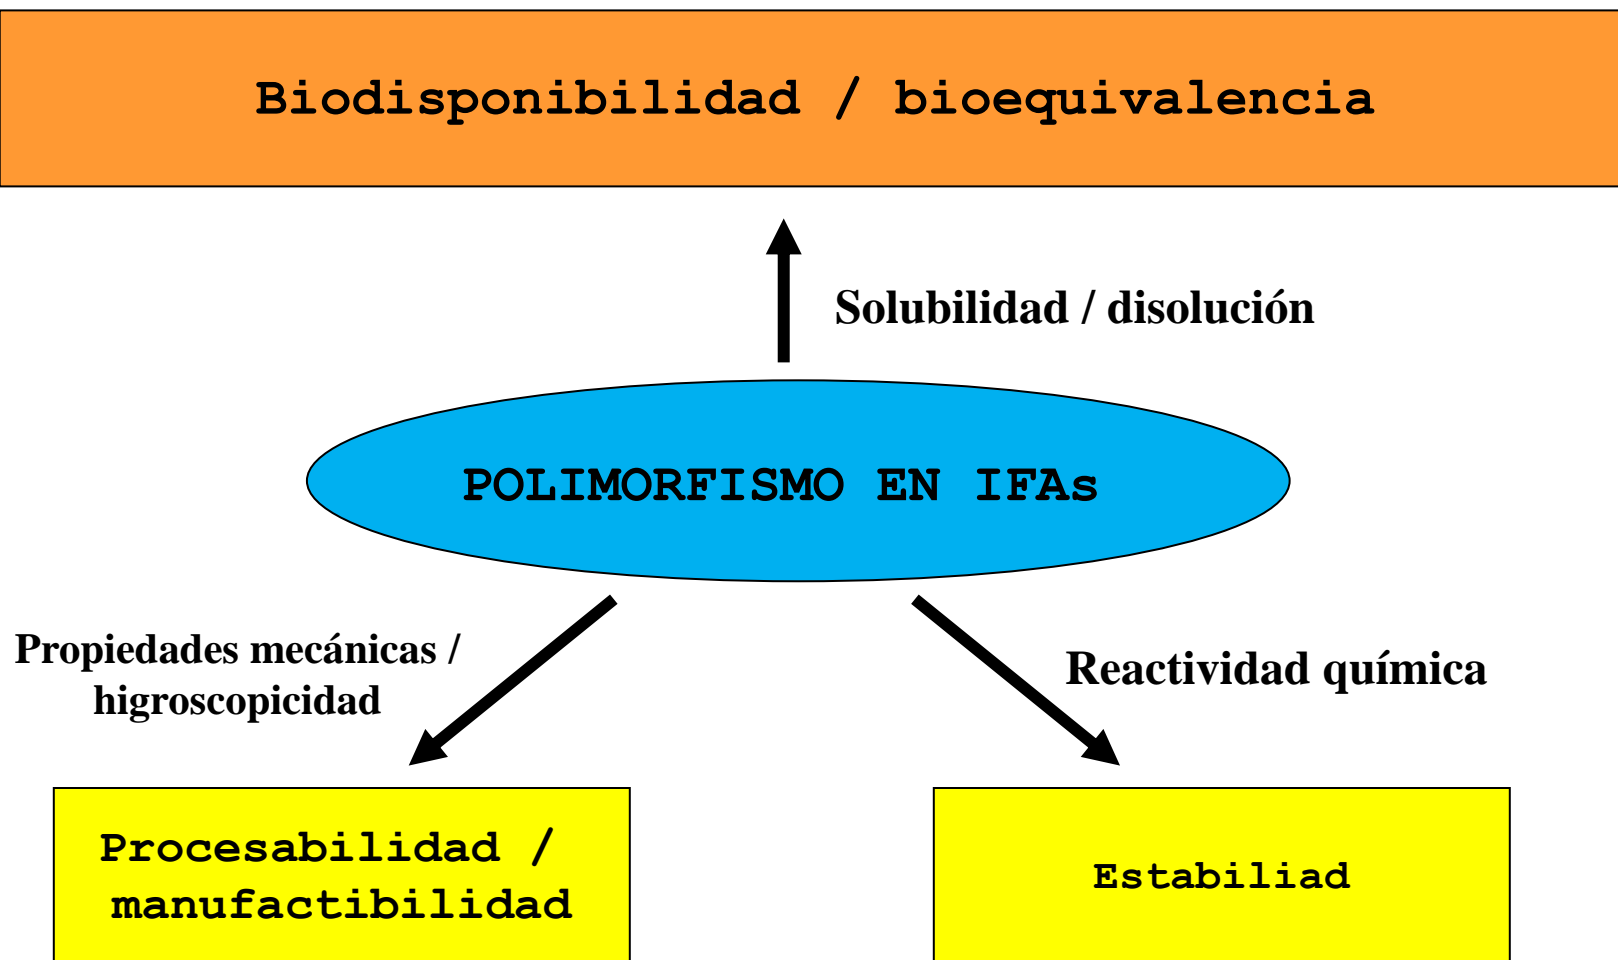 Biodisponibilidad / bioequivalencia
Solubilidad / disolución
POLIMORFISMO EN IFAs
Propiedades mecánicas /
higroscopicidad
Reactividad química
Procesabilidad /
manufactibilidad
Estabiliad